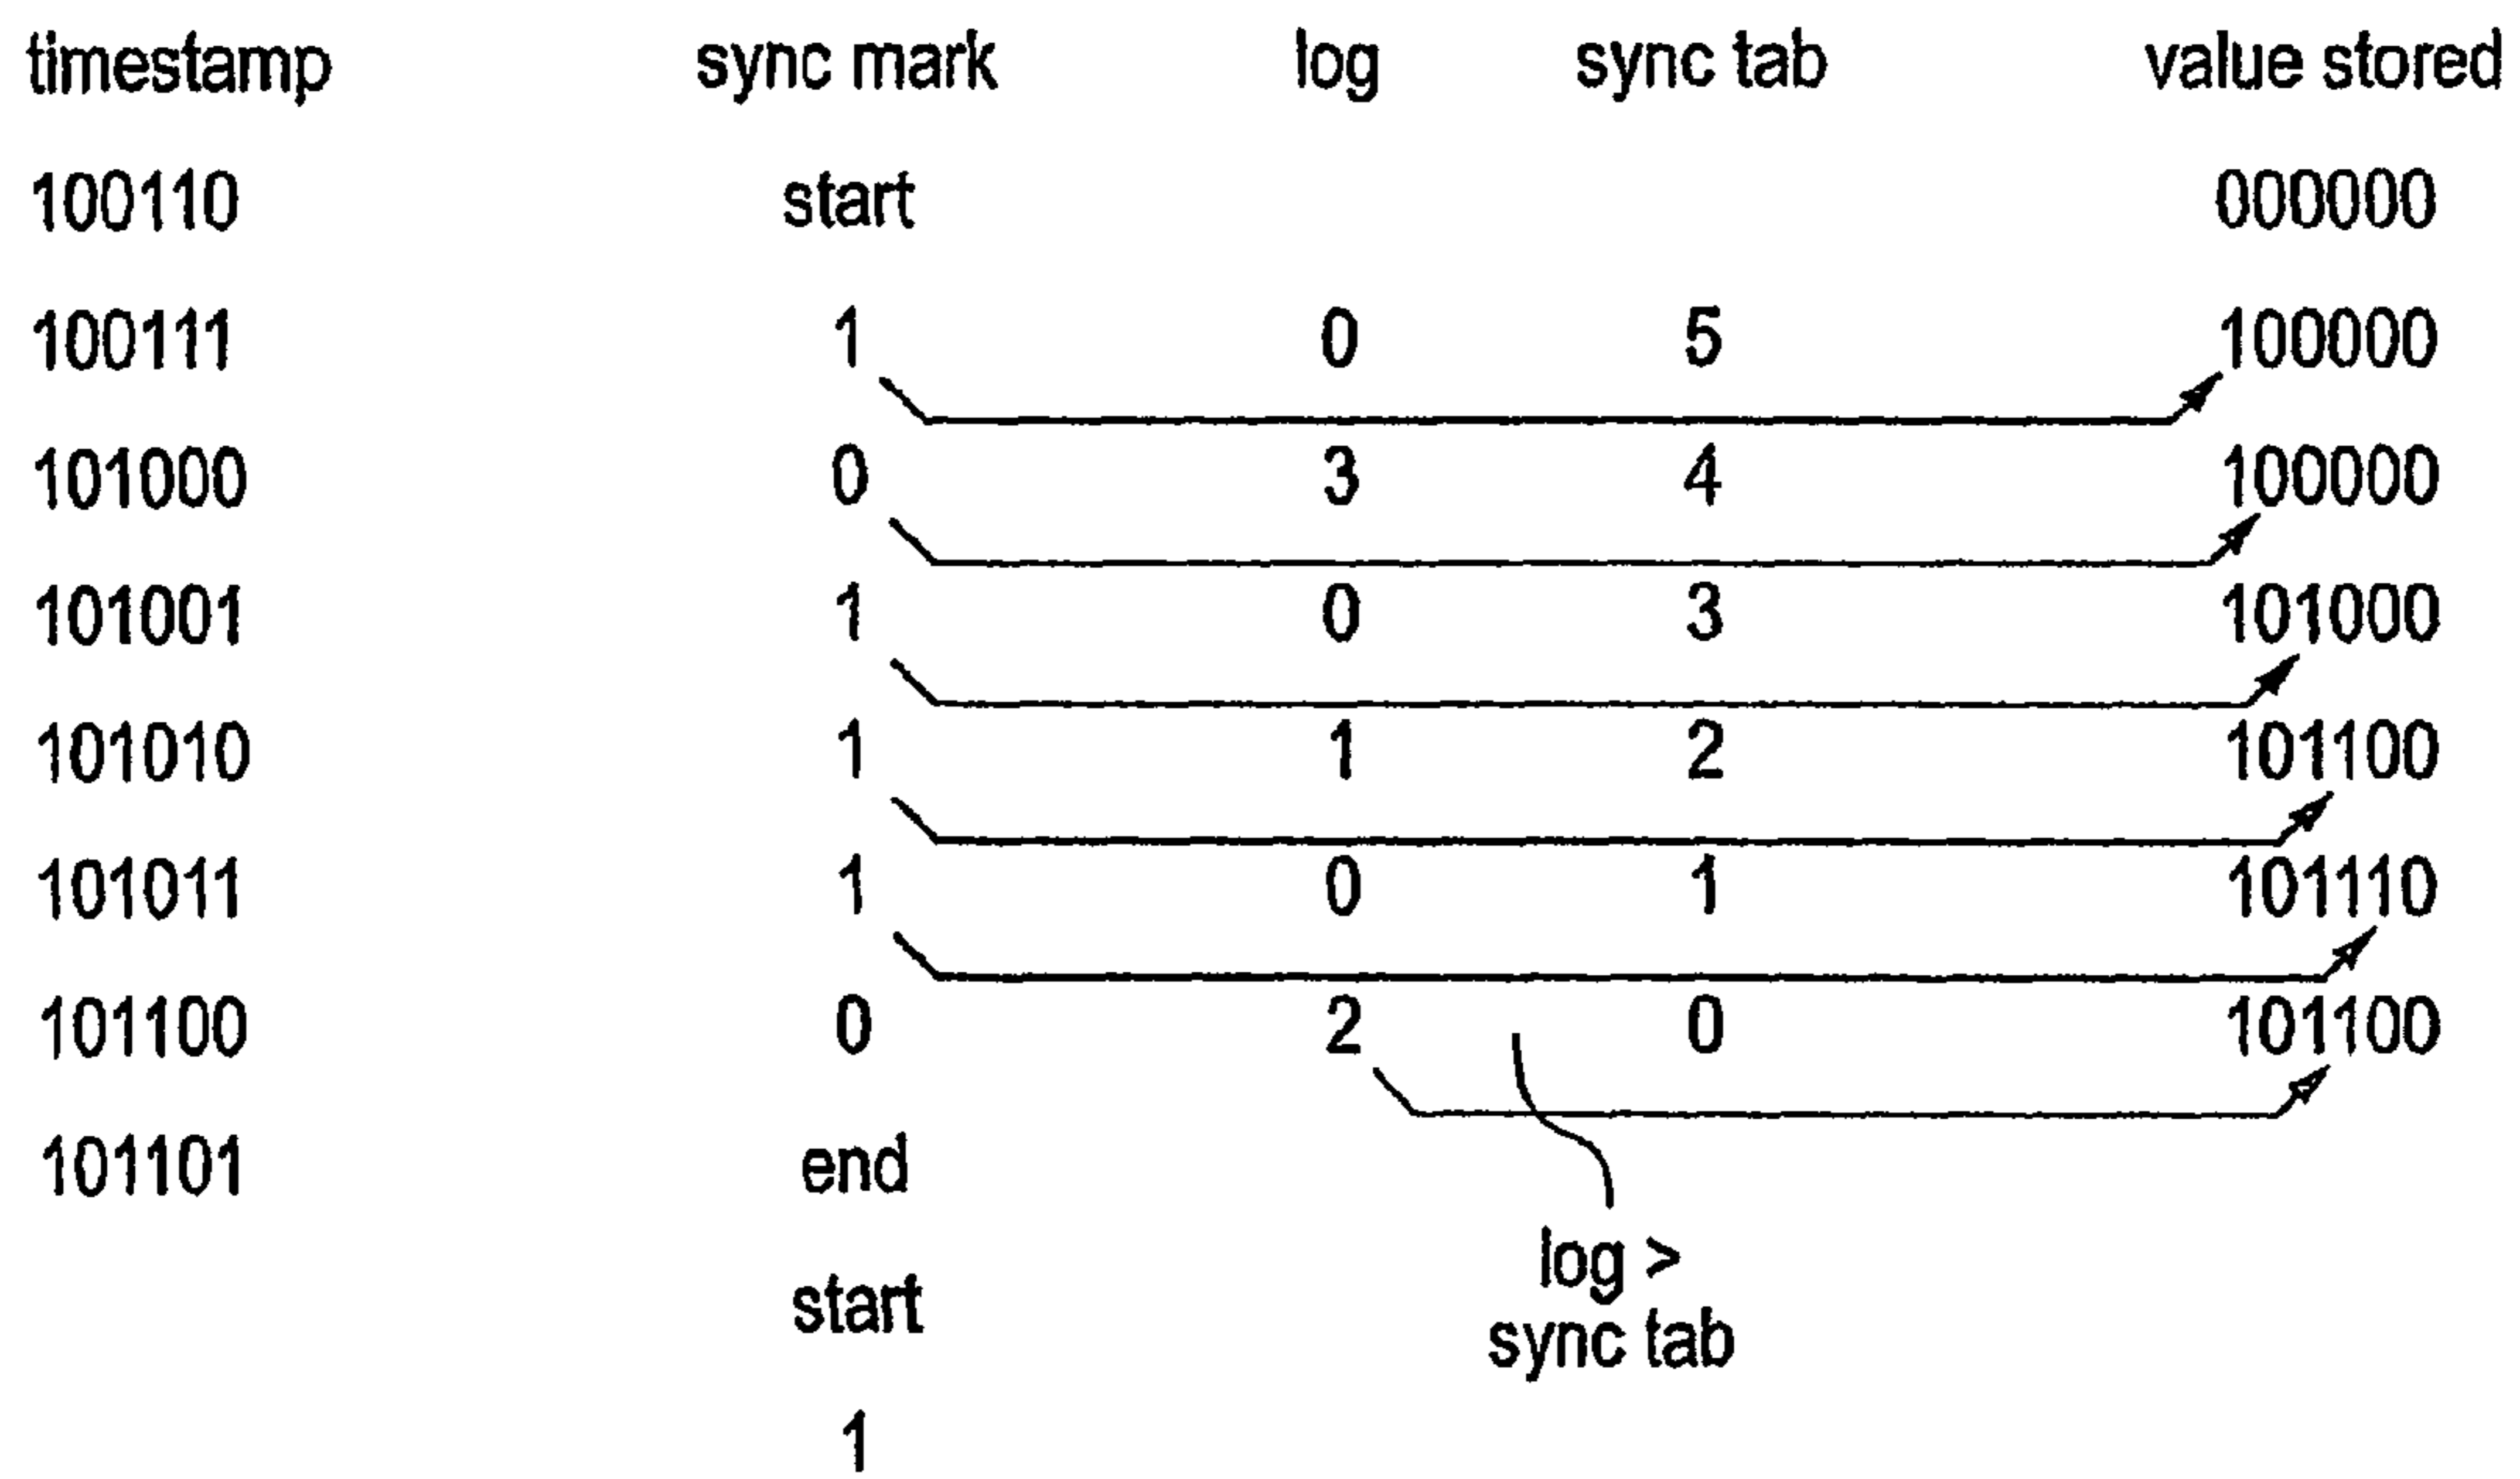 timestamp sync mark log sync tab value stored
100110 start 000000
100111 1 0 5 100000
101000 0 3 4 100000
101001 1 0 3 101000
101010 1 1 2 101100
101011 1 0 1 101110
101100 0 2 0 101100
101101 end
log >
start
sync tab
1